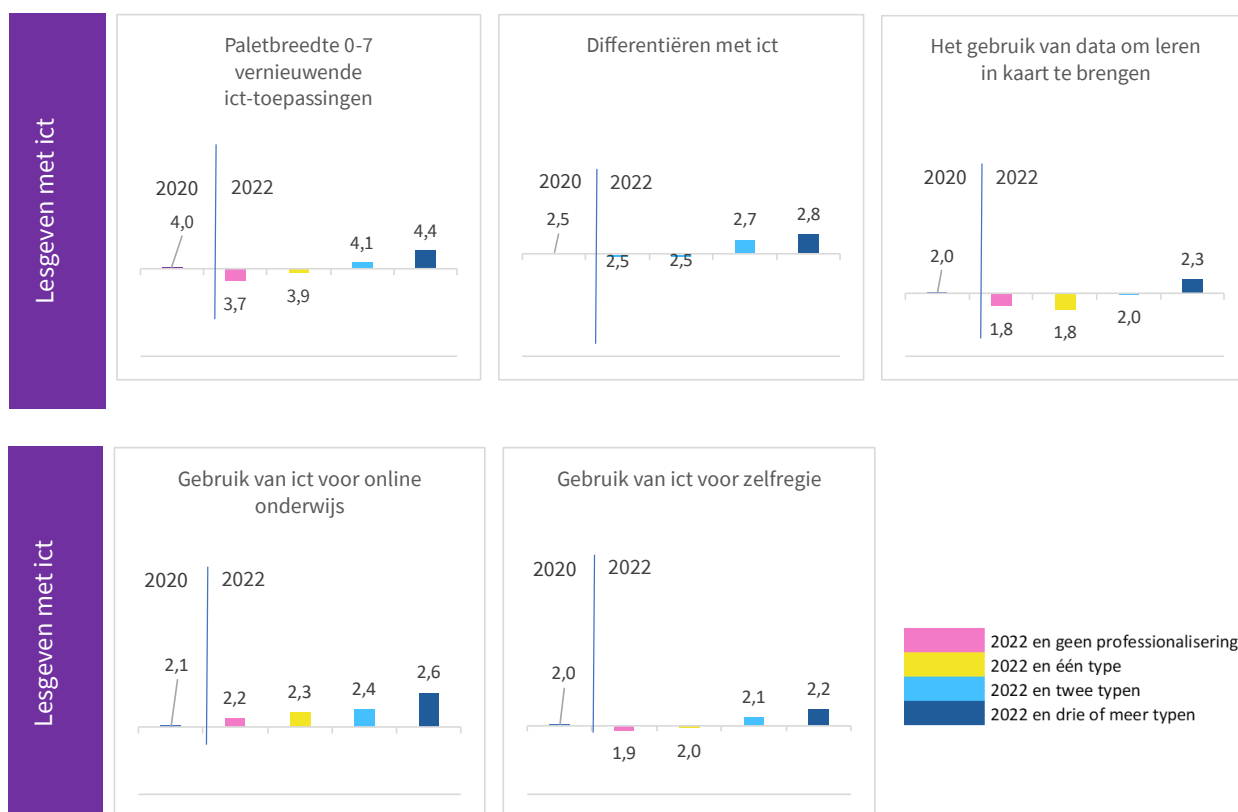 Lesgeven met ict
Paletbreedte 0-7
vernieuwende
ict-toepassingen
2020
2022
4,0
3,7
3,9
4,1
4,4
Differentiëren met ict
2020
2022
2,5
2,5
2,5
2,7
2,8
Het gebruik van data om leren
in kaart te brengen
2020
2022
2,0
1,8
1,8
2,0
2,3
Lesgeven met ict
Gebruik van ict voor online
onderwijs
2020
2022
2,1
2,2
2,3
2,4
2,6
Gebruik van ict voor zelfregie
2020
2022
2,0
1,9
2,0
2,1
2,2
2022 en geen professionalisering
2022 en één type
2022 en twee typen
2022 en drie of meer typen